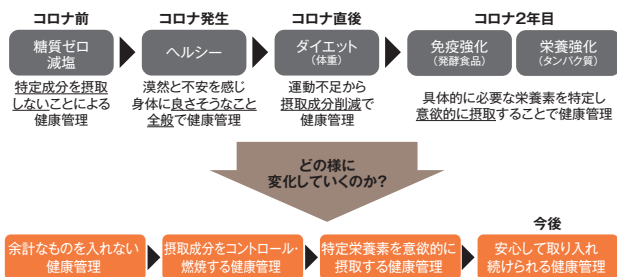 コロナ前
コロナ発生
コロナ直後
コロナ2年目
糖質ゼロ
減塩
ヘルシー
ダイエット
（体重）
免疫強化
（発酵食品）
栄養強化
（タンパク質）
特定成分を摂取
しないことによる
健康管理
漠然と不安を感じ
身体に良さそうなこと
全般で健康管理
運動不足から
摂取成分削減で
健康管理
具体的に必要な栄養素を特定し
意欲的に摂取することで健康管理
どの様に
変化していくのか？
今後
余計なものを入れない
健康管理
摂取成分をコントロール・
燃焼する健康管理
特定栄養素を意欲的に
摂取する健康管理
安心して取り入れ
続けられる健康管理